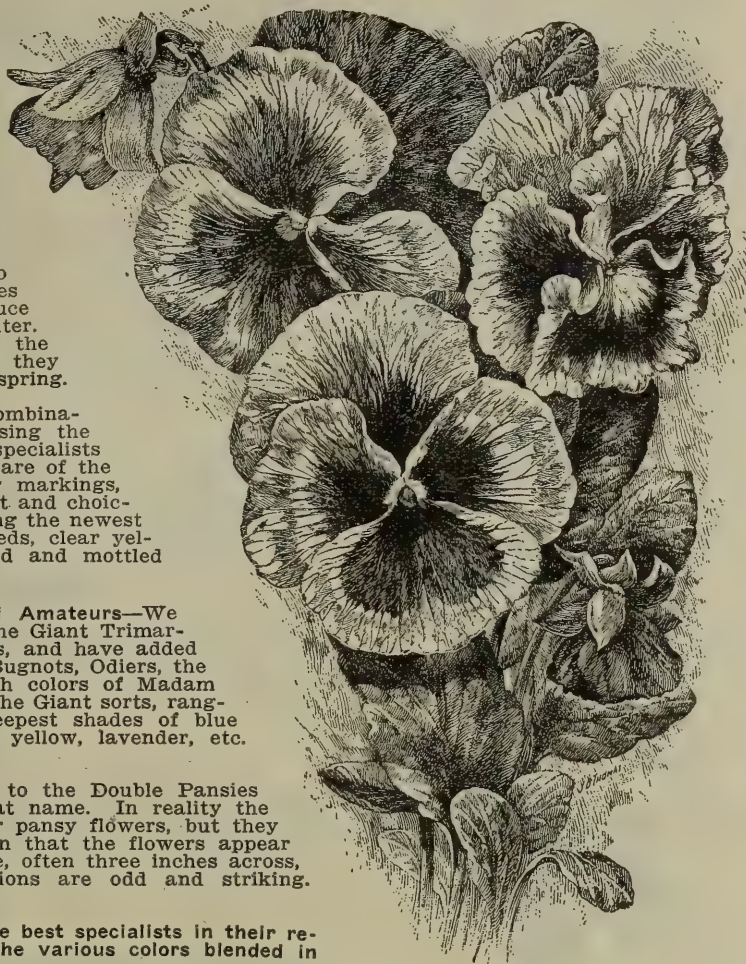 es
uce
ter.
the
they
spring.
ombina-
sing the
specialists
are of the
markings,
t and choic-
ng the newest
eds, clear yel-
d and mottled
Amateurs—We
he Giant Trimar-
s, and have added
Bugnots, Odiers, the
h colors of Madam
he Giant sorts, rang-
eepest shades of blue
yellow, lavender, etc.
to the Double Pansies
at name. In reality the
r pansy flowers, but they
n that the flowers appear
e, often three inches across,
ions are odd and striking.
e best specialists in their re-
he various colors blended in